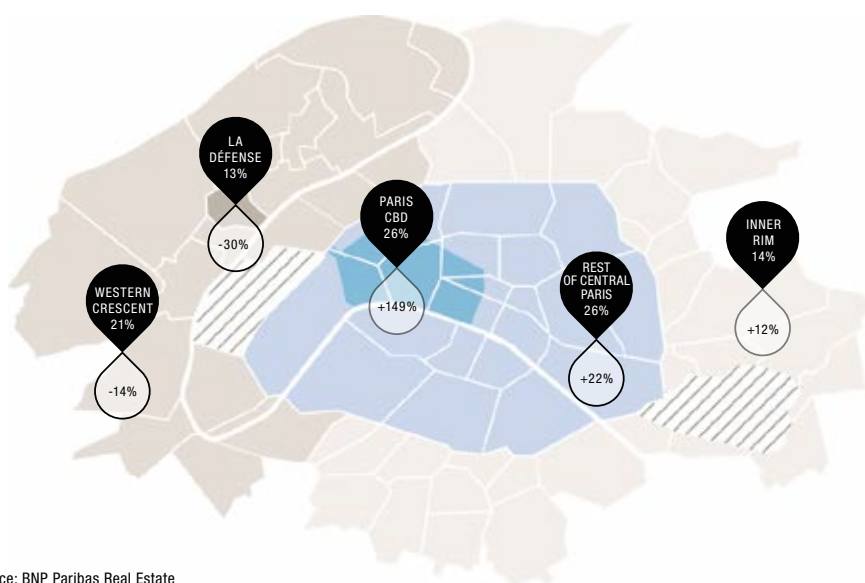 LA
DÉFENSE
13%
-30%
PARIS
CBD
26%
+149%
INNER
RIM
14%
+12%
WESTERN
CRESCENT
21%
-14%
REST
OF CENTRAL
PARIS
26%
+22%
ce: BNP Paribas Real Estate